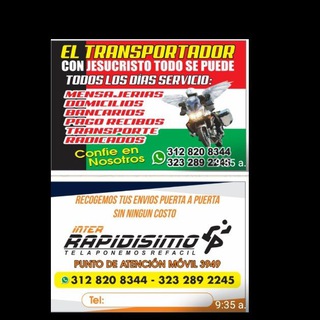 EL TRANSPORTADOR
CON JESUCRISTO TODO SE PUEDE
TODOS LOS DIAS SERVICIO:
MENSAJERIAS
DOMICILIOS
BANCARIOS
PAGO RECIBOS
TRANSPORTE
RADICADOS
Confie en
Nosotros
312 820 8344
323 289 2245
9:35 a.
RECOGEMOS TUS ENVIOS PUERTA A PUERTA
SIN NINGUN COSTO
INTER
RAPIDISIMO
TE LA PONEMOS REFACIL
PUNTO DE ATENCIÓN MÓVIL 3949
312 820 8344 - 323 289 2245
Tel:
9:35 a.